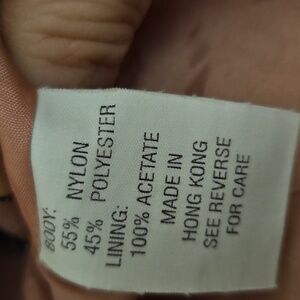 BODY:
55% NYLON
45% POLYESTER
LINING:
100% ACETATE
MADE IN
HONG KONG
SEE REVERSE
FOR CARE